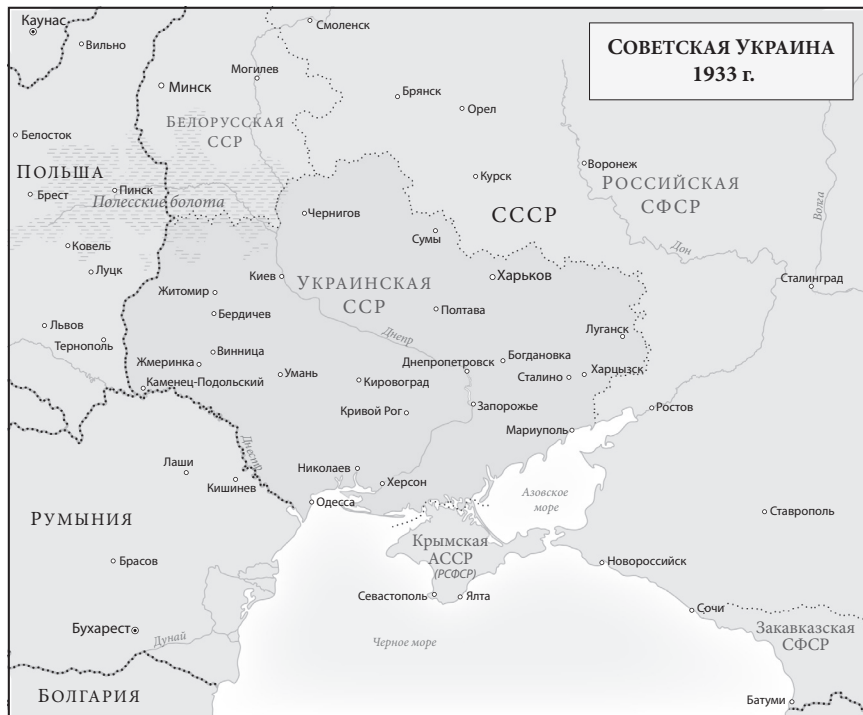 СОВЕТСКАЯ УКРАИНА
1933 г.
Каунас
Вильно
Смоленск
Минск
Могилев
Брянск
Орел
БЕЛОРУССКАЯ
ССР
Белосток
ПОЛЬША
Брест
Пинск
Полесские болота
Воронеж
Курск
РОССИЙСКАЯ
СФСР
СССР
Волга
Дон
Чернигов
Сумы
Ковель
Луцк
Киев
УКРАИНСКАЯ
ССР
Харьков
Сталинград
Житомир
Бердичев
Полтава
Львов
Тернополь
Днепр
Луганск
Винница
Жмеринка
Умань
Днепропетровск
Богдановка
Харцызск
Сталино
Каменец-Подольский
Кировоград
Кривой Рог
Запорожье
Ростов
Мариуполь
Днестр
Лаши
Кишинев
Николаев
Херсон
Одесса
Азовское
море
Ставрополь
РУМЫНИЯ
Брасов
Крымская
АССР
(РСФСР)
Новороссийск
Севастополь
Ялта
Сочи
Бухарест
Дунай
Черное море
Закавказская
СФСР
БОЛГАРИЯ
Батуми